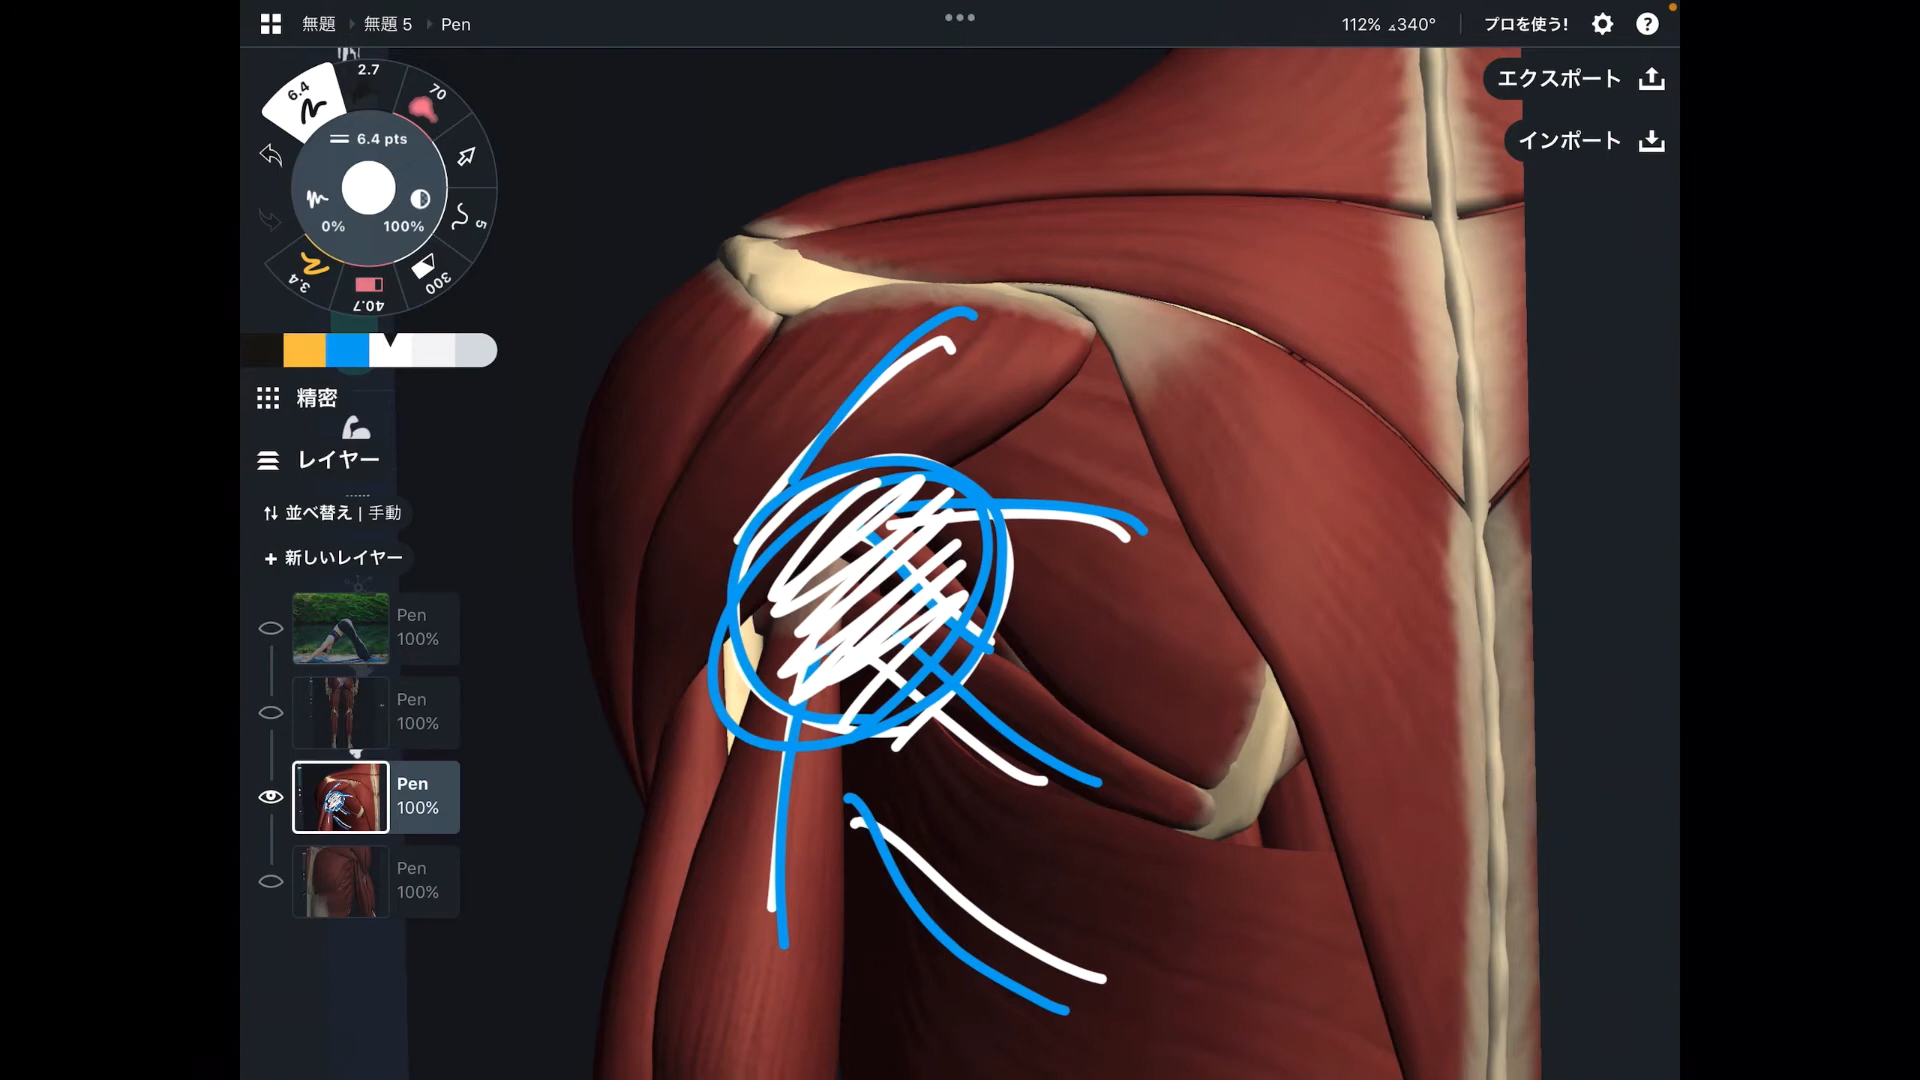 無題 無題 5 Pen
112% ⊿340° プロを使う! ?
エクスポート
インポート
2.7
6.4
70
6.4 pts
0% 100%
5
3.4
40.7
300
精密
レイヤー
並べ替え | 手動
+ 新しいレイヤー
Pen
100%
Pen
100%
Pen
100%
Pen
100%